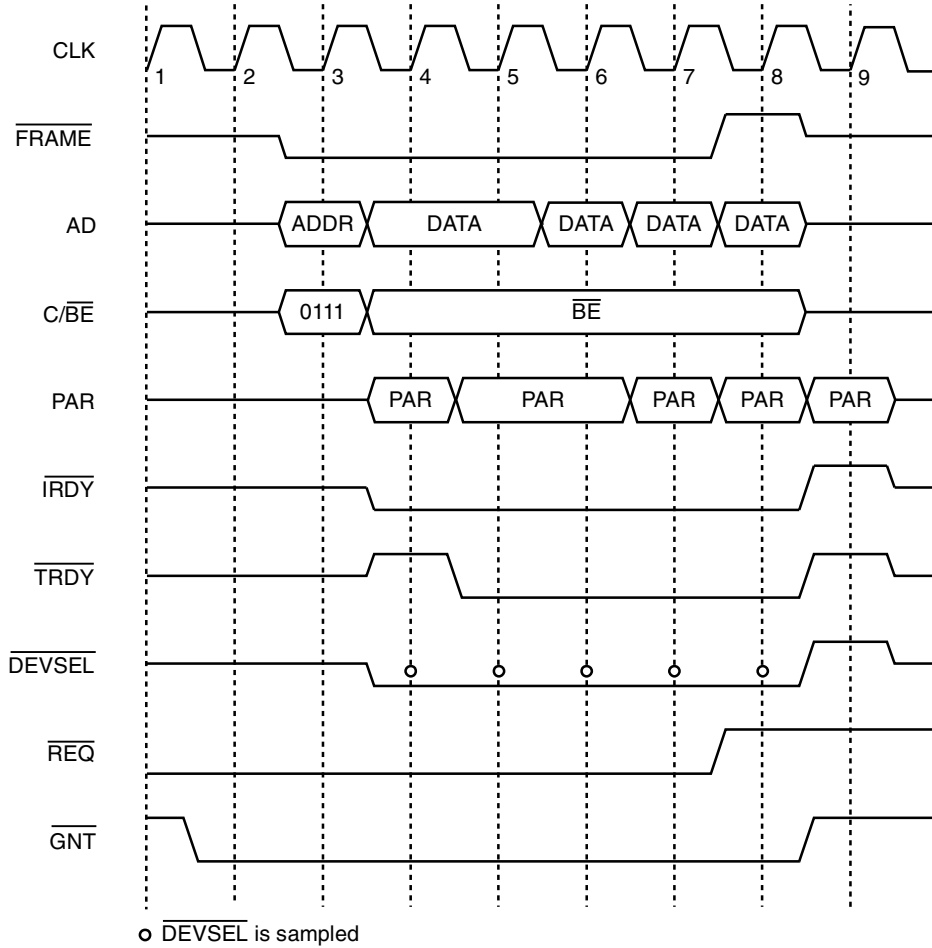 CLK
1 2 3 4 5 6 7 8 9
FRAME
AD
ADDR DATA DATA DATA DATA
C/BE
0111 BE
PAR
PAR PAR PAR PAR PAR
IRDY
TRDY
DEVSEL
REQ
GNT
DEVSEL is sampled